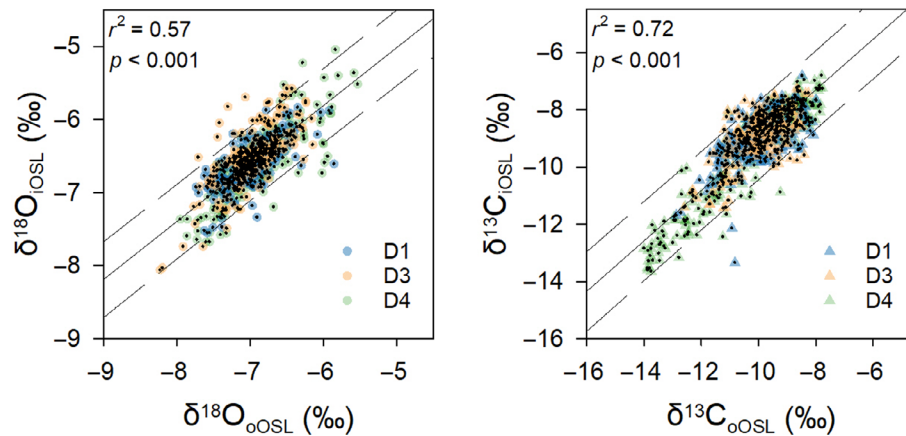 r² = 0.57
p < 0.001
−5
−6
−7
−8
−9
δ¹⁸O_iOSL (‰)
D1
D3
D4
−9 −8 −7 −6 −5
δ¹⁸O_oOSL (‰)
r² = 0.72
p < 0.001
−6
−8
−10
−12
−14
−16
δ¹³C_iOSL (‰)
D1
D3
D4
−16 −14 −12 −10 −8 −6
δ¹³C_oOSL (‰)